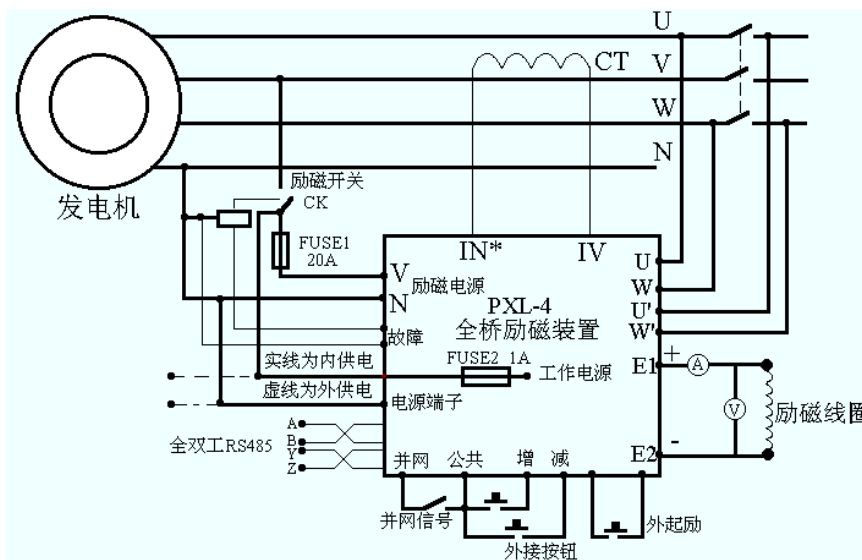 U
CT
V
W
N
发电机
励磁开关
CK
FUSE1
20A
IN*
IV
V
励磁电源
N
PXL-4
全桥励磁装置
U
W
U'
W'
故障
实线为内供电
FUSE2 1A
工作电源
虚线为外供电
电源端子
E1
+
A
V
励磁线圈
E2
-
全双工RS485
A
B
Y
Z
并网
公共
增
减
并网信号
外接按钮
外起励